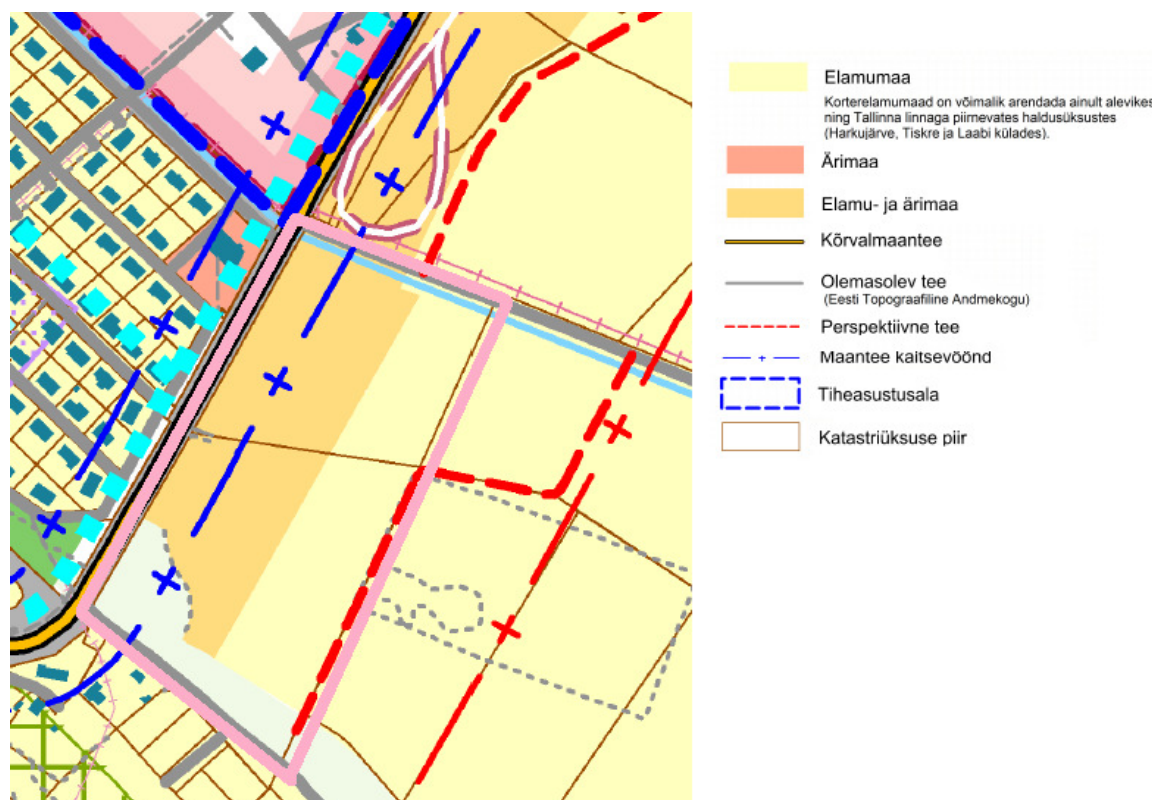 Elamumaa
Korterelamumaad on võimalik arendada ainult alevikes
ning Tallinna linnaga piirnevates haldusüksustes
(Harkujärve, Tiskre ja Laabi külades).
Ärimaa
Elamu- ja ärimaa
Kõrvalmaantee
Olemasolev tee
(Eesti Topograafiline Andmekogu)
Perspektiivne tee
Maantee kaitsevöönd
Tiheasustusala
Katastriüksuse piir